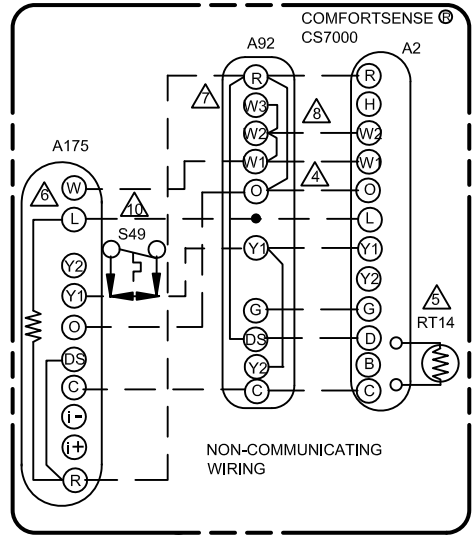 COMFORTSENSE ®
CS7000
A92
A2
A175
R
W3
W2
W1
O
Y1
G
DS
Y2
C
R
H
W2
W1
O
L
Y1
Y2
G
D
B
C
W
L
Y2
Y1
O
DS
C
i-
i+
R
7
8
4
6
10
S49
5
RT14
NON-COMMUNICATING
WIRING